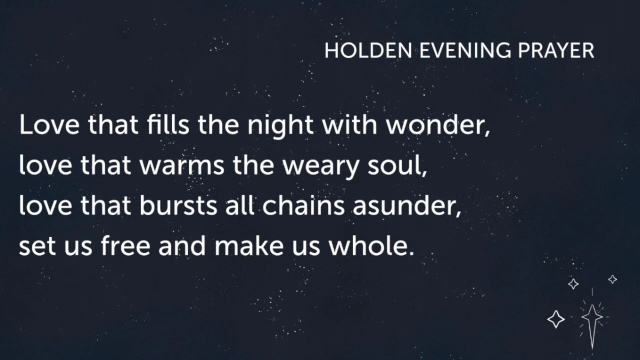 HOLDEN EVENING PRAYER
Love that fills the night with wonder,
love that warms the weary soul,
love that bursts all chains asunder,
set us free and make us whole.